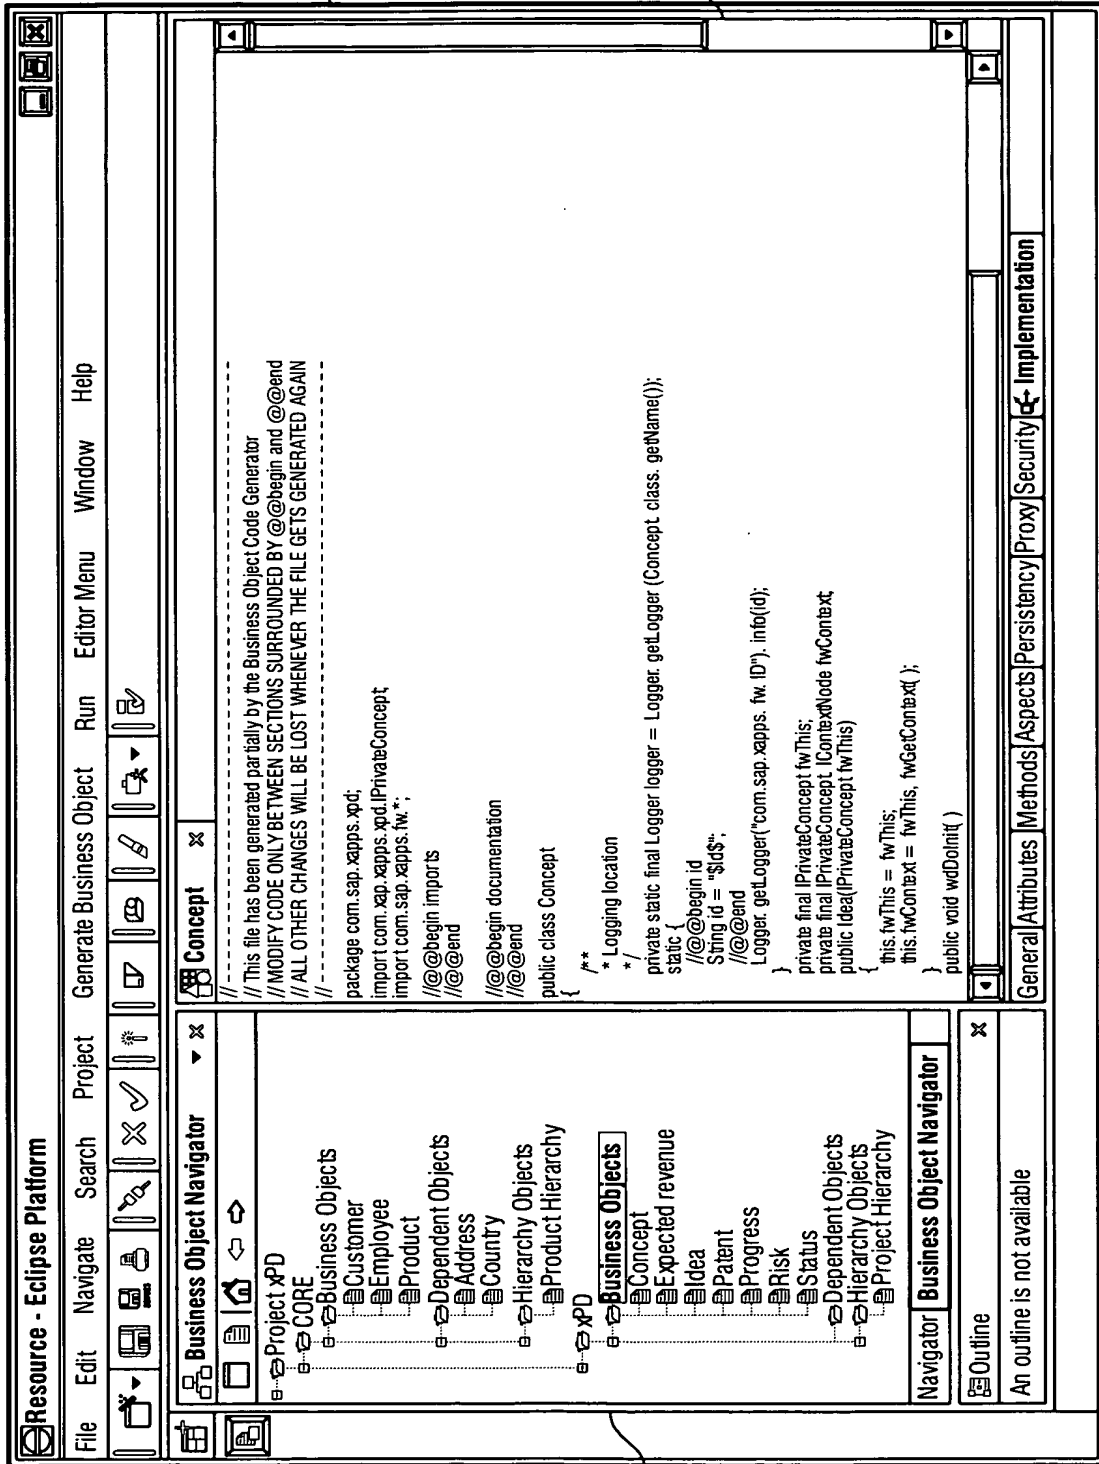 Resource - Eclipse Platform
File Edit Navigate Search Project Generate Business Object Run Editor Menu Window Help
Business Object Navigator
Project xPD
CORE
Business Objects
Customer
Employee
Product
Dependent Objects
Address
Country
Hierarchy Objects
Product Hierarchy
xPD
Business Objects
Concept
Expected revenue
Idea
Patent
Progress
Risk
Status
Dependent Objects
Hierarchy Objects
Project Hierarchy
Navigator Business Object Navigator
Outline
An outline is not available
Concept
// --------------------------------------------------------
// This file has been generated partially by the Business Object Code Generator
// MODIFY CODE ONLY BETWEEN SECTIONS SURROUNDED BY @@begin and @@end
// ALL OTHER CHANGES WILL BE LOST WHENEVER THE FILE GETS GENERATED AGAIN
// --------------------------------------------------------
package com.sap.xapps.xpd;
import com.xap.xapps.xpd.IPrivateConcept;
import com.sap.xapps.fw.*;
//@@begin imports
//@@end
//@@begin documentation
//@@end
public class Concept
{
/**
* Logging location
*/
private static final Logger logger = Logger. getLogger (Concept. class. getName());
static {
//@@begin id
String id = "$Id$";
//@@end
Logger. getLogger("com.sap.xapps. fw. ID"). info(id);
}
private final IPrivateConcept fwThis;
private final IPrivateConcept. IContextNode fwContext;
public Idea(IPrivateConcept fwThis)
{
this.fwThis = fwThis;
this.fwContext = fwThis, fwGetContext( );
}
public void wdDoInit( )
General Attributes Methods Aspects Persistency Proxy Security Implementation